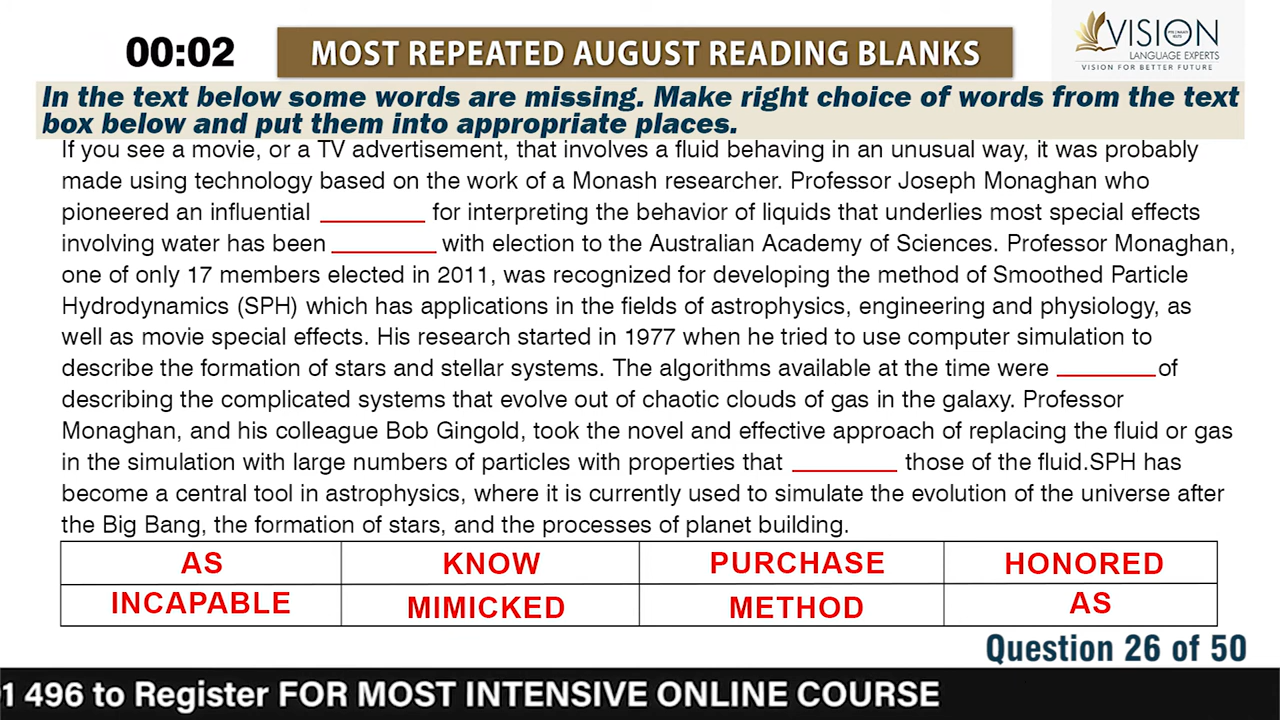 00:02
MOST REPEATED AUGUST READING BLANKS
VISION
LANGUAGE EXPERTS
VISION FOR BETTER FUTURE
In the text below some words are missing. Make right choice of words from the text
box below and put them into appropriate places.
If you see a movie, or a TV advertisement, that involves a fluid behaving in an unusual way, it was probably
made using technology based on the work of a Monash researcher. Professor Joseph Monaghan who
pioneered an influential ________ for interpreting the behavior of liquids that underlies most special effects
involving water has been ________ with election to the Australian Academy of Sciences. Professor Monaghan,
one of only 17 members elected in 2011, was recognized for developing the method of Smoothed Particle
Hydrodynamics (SPH) which has applications in the fields of astrophysics, engineering and physiology, as
well as movie special effects. His research started in 1977 when he tried to use computer simulation to
describe the formation of stars and stellar systems. The algorithms available at the time were ________ of
describing the complicated systems that evolve out of chaotic clouds of gas in the galaxy. Professor
Monaghan, and his colleague Bob Gingold, took the novel and effective approach of replacing the fluid or gas
in the simulation with large numbers of particles with properties that ________ those of the fluid.SPH has
become a central tool in astrophysics, where it is currently used to simulate the evolution of the universe after
the Big Bang, the formation of stars, and the processes of planet building.
AS KNOW PURCHASE HONORED
INCAPABLE MIMICKED METHOD AS
Question 26 of 50
496 to Register FOR MOST INTENSIVE ONLINE COURSE